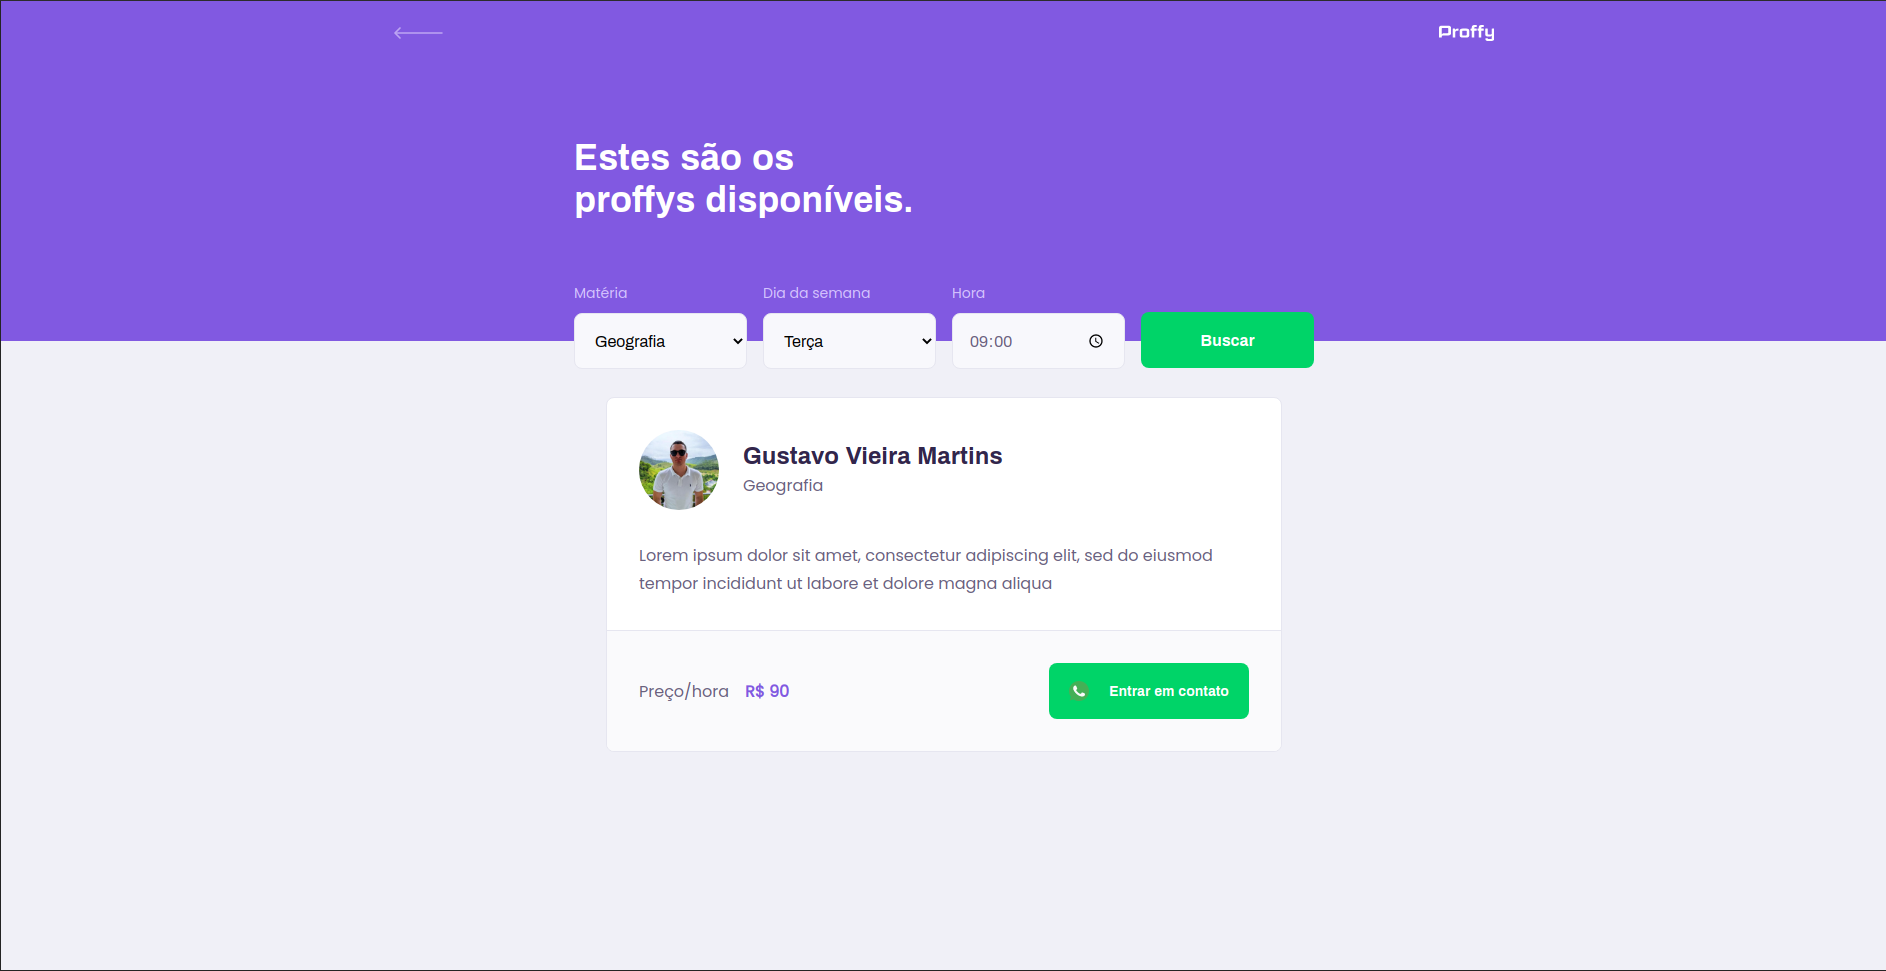 Proffy
Estes são os
proffys disponíveis.
Matéria
Dia da semana
Hora
Geografia
Terça
09:00
Buscar
Gustavo Vieira Martins
Geografia
Lorem ipsum dolor sit amet, consectetur adipiscing elit, sed do eiusmod
tempor incididunt ut labore et dolore magna aliqua
Preço/hora R$ 90
Entrar em contato